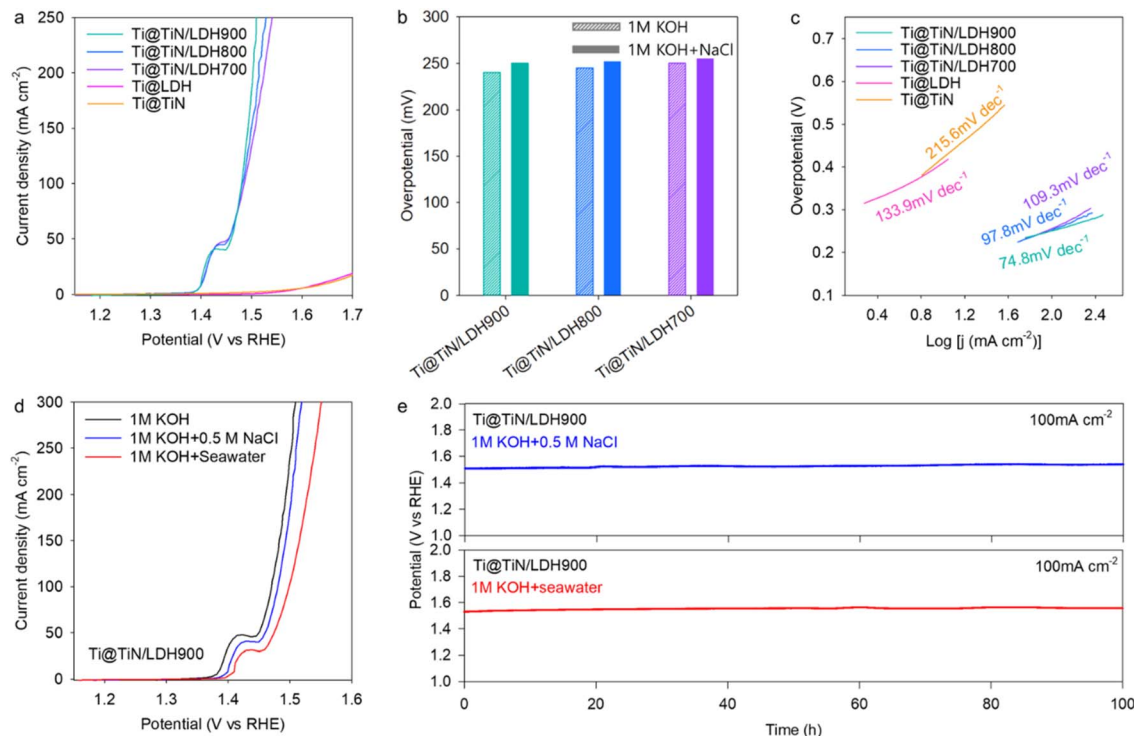 a
Ti@TiN/LDH900
Ti@TiN/LDH800
Ti@TiN/LDH700
Ti@LDH
Ti@TiN
250
200
150
100
50
0
Current density (mA cm⁻²)
1.2 1.3 1.4 1.5 1.6 1.7
Potential (V vs RHE)
b
1M KOH
1M KOH+NaCl
300
250
200
150
100
50
0
Overpotential (mV)
Ti@TiN/LDH900
Ti@TiN/LDH800
Ti@TiN/LDH700
c
Ti@TiN/LDH900
Ti@TiN/LDH800
Ti@TiN/LDH700
Ti@LDH
Ti@TiN
0.7
0.6
0.5
0.4
0.3
0.2
0.1
Overpotential (V)
215.6mV dec⁻¹
133.9mV dec⁻¹
109.3mV dec⁻¹
97.8mV dec⁻¹
74.8mV dec⁻¹
0.4 0.8 1.2 1.6 2.0 2.4
Log [j (mA cm⁻²)]
d
1M KOH
1M KOH+0.5 M NaCl
1M KOH+Seawater
300
250
200
150
100
50
0
Current density (mA cm⁻²)
Ti@TiN/LDH900
1.2 1.3 1.4 1.5 1.6
Potential (V vs RHE)
e
Ti@TiN/LDH900
100mA cm⁻²
1M KOH+0.5 M NaCl
2.0
1.8
1.6
1.4
1.2
1.0
Potential (V vs RHE)
Ti@TiN/LDH900
100mA cm⁻²
1M KOH+seawater
2.0
1.8
1.6
1.4
1.2
1.0
0 20 40 60 80 100
Time (h)